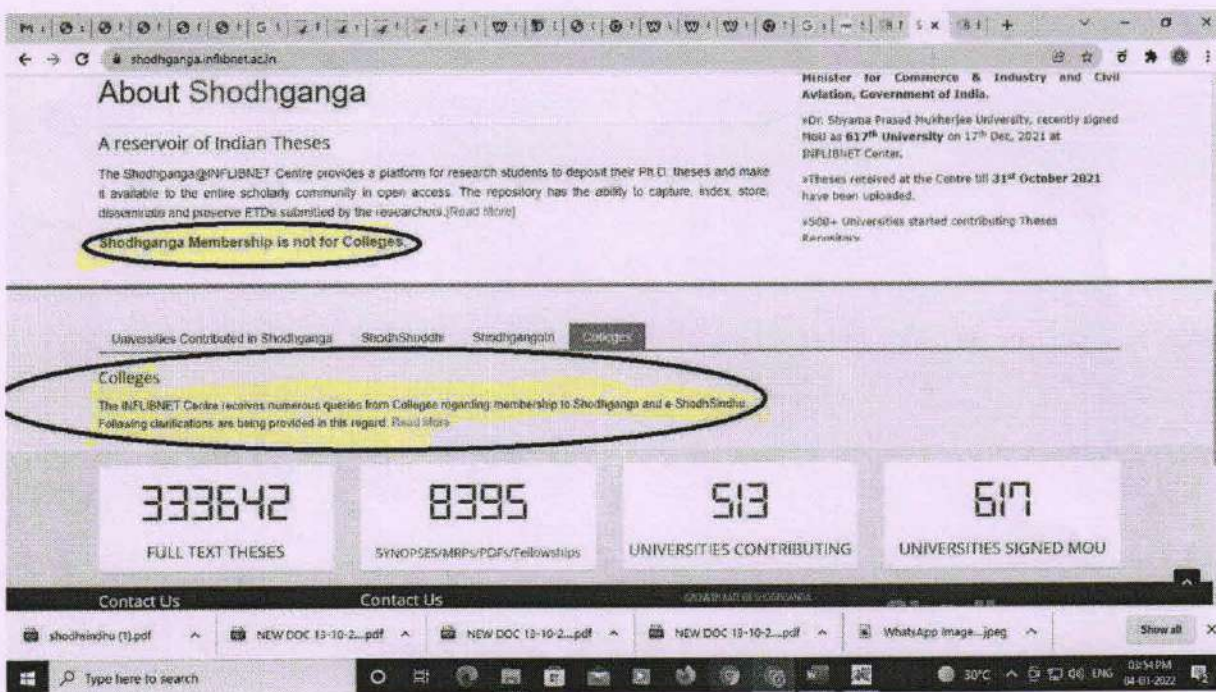 shodhganga.inflibnet.ac.in
About Shodhganga
A reservoir of Indian Theses
The Shodhganga@INFLIBNET Centre provides a platform for research students to deposit their Ph.D. theses and make
it available to the entire scholarly community in open access. The repository has the ability to capture, index, store,
disseminate and preserve ETDs submitted by the researchers.[Read More]
Shodhganga Membership is not for Colleges.
Minister for Commerce & Industry and Civil
Aviation, Government of India.
»Dr. Shyama Prasad Mukherjee University, recently signed
MoU as 617th University on 17th Dec, 2021 at
INFLIBNET Center.
»Theses received at the Centre till 31st October 2021
have been uploaded.
»500+ Universities started contributing Theses
Repository
Universities Contributed in Shodhganga ShodhShuddhi Shodhgangotri Colleges
Colleges
The INFLIBNET Centre receives numerous queries from Colleges regarding membership to Shodhganga and e-ShodhSindhu.
Following clarifications are being provided in this regard. Read More
333642
FULL TEXT THESES
8395
SYNOPSES/MRPs/PDFs/Fellowships
513
UNIVERSITIES CONTRIBUTING
617
UNIVERSITIES SIGNED MOU
Contact Us Contact Us GROWTH RATE OF SHODHGANGA
shodhsindhu (1).pdf NEW DOC 13-10-2....pdf NEW DOC 13-10-2....pdf NEW DOC 13-10-2....pdf WhatsApp Image....jpeg Show all
Type here to search 30°C ENG 03:54 PM
04-01-2022